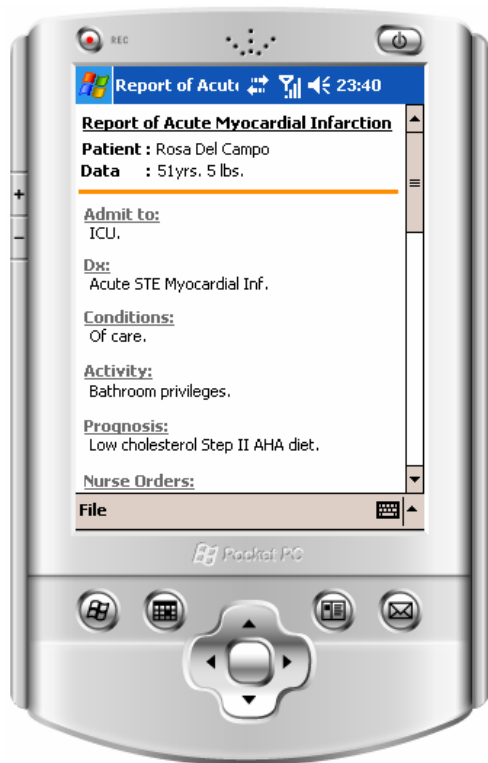 REC
Report of Acut 23:40
Report of Acute Myocardial Infarction
Patient : Rosa Del Campo
Data : 51yrs. 5 lbs.
Admit to:
ICU.
Dx:
Acute STE Myocardial Inf.
Conditions:
Of care.
Activity:
Bathroom privileges.
Prognosis:
Low cholesterol Step II AHA diet.
Nurse Orders:
File
Pocket PC